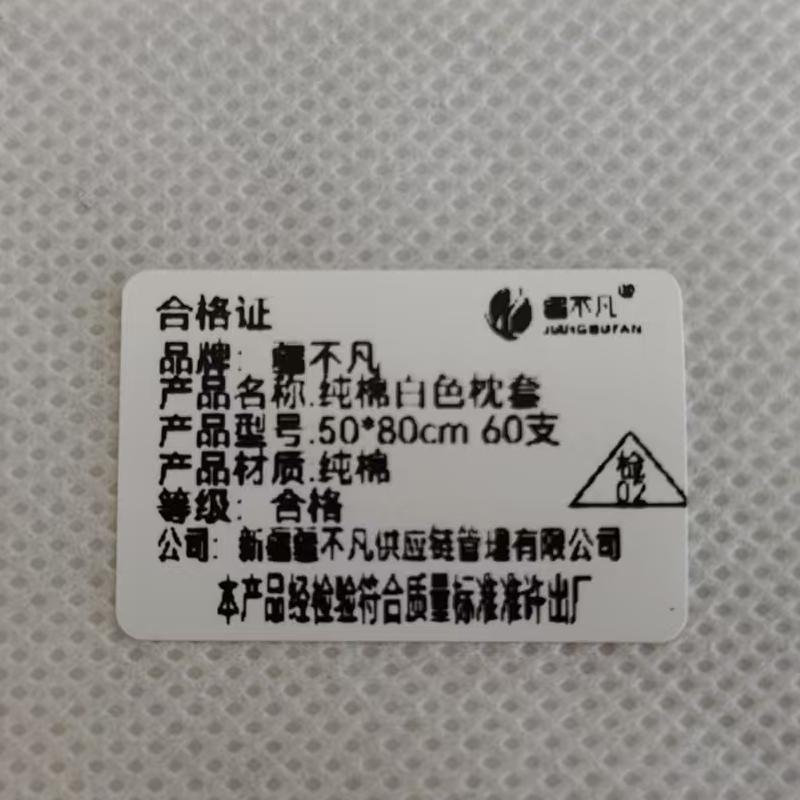 合格证
疆不凡
JIANGBUFAN
品牌: 疆不凡
产品名称.纯棉白色枕套
产品型号.50*80cm 60支
产品材质.纯棉
等级: 合格
检
02
公司: 新疆疆不凡供应链管理有限公司
本产品经检验符合质量标准准许出厂